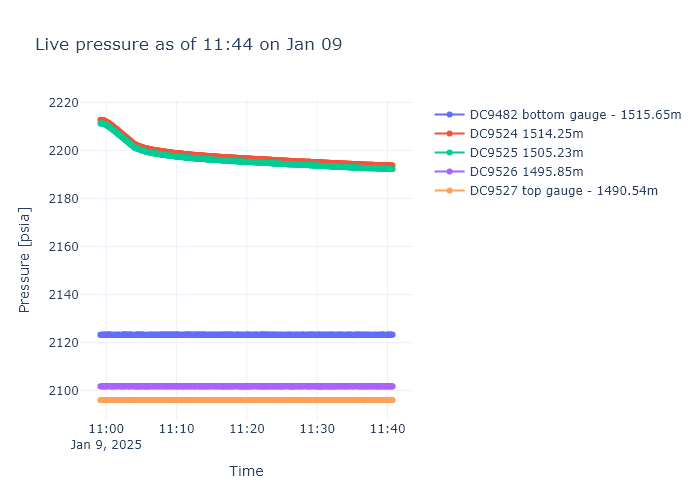 Live pressure as of 11:44 on Jan 09
DC9482 bottom gauge - 1515.65m
DC9524 1514.25m
DC9525 1505.23m
DC9526 1495.85m
DC9527 top gauge - 1490.54m
Pressure [psia]
2220
2200
2180
2160
2140
2120
2100
11:00 11:10 11:20 11:30 11:40
Jan 9, 2025
Time